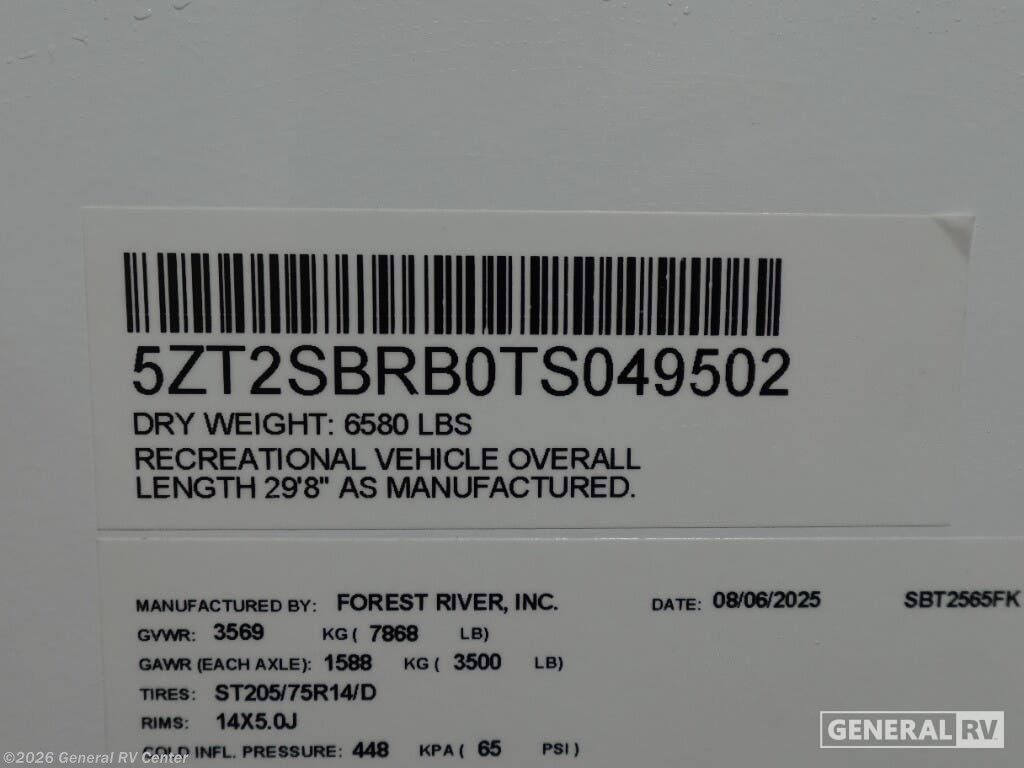 5ZT2SBRB0TS049502
DRY WEIGHT: 6580 LBS
RECREATIONAL VEHICLE OVERALL
LENGTH 29'8" AS MANUFACTURED.
MANUFACTURED BY: FOREST RIVER, INC. DATE: 08/06/2025 SBT2565FK
GVWR: 3569 KG ( 7868 LB)
GAWR (EACH AXLE): 1588 KG ( 3500 LB)
TIRES: ST205/75R14/D
RIMS: 14X5.0J
COLD INFL. PRESSURE: 448 KPA ( 65 PSI )
GENERAL RV
©2026 General RV Center